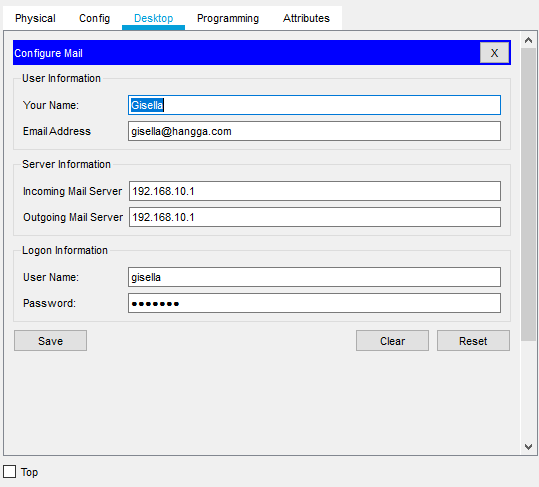 Physical Config Desktop Programming Attributes
Configure Mail X
User Information
Your Name: Gisella
Email Address gisella@hangga.com
Server Information
Incoming Mail Server 192.168.10.1
Outgoing Mail Server 192.168.10.1
Logon Information
User Name: gisella
Password: •••••••
Save Clear Reset
Top